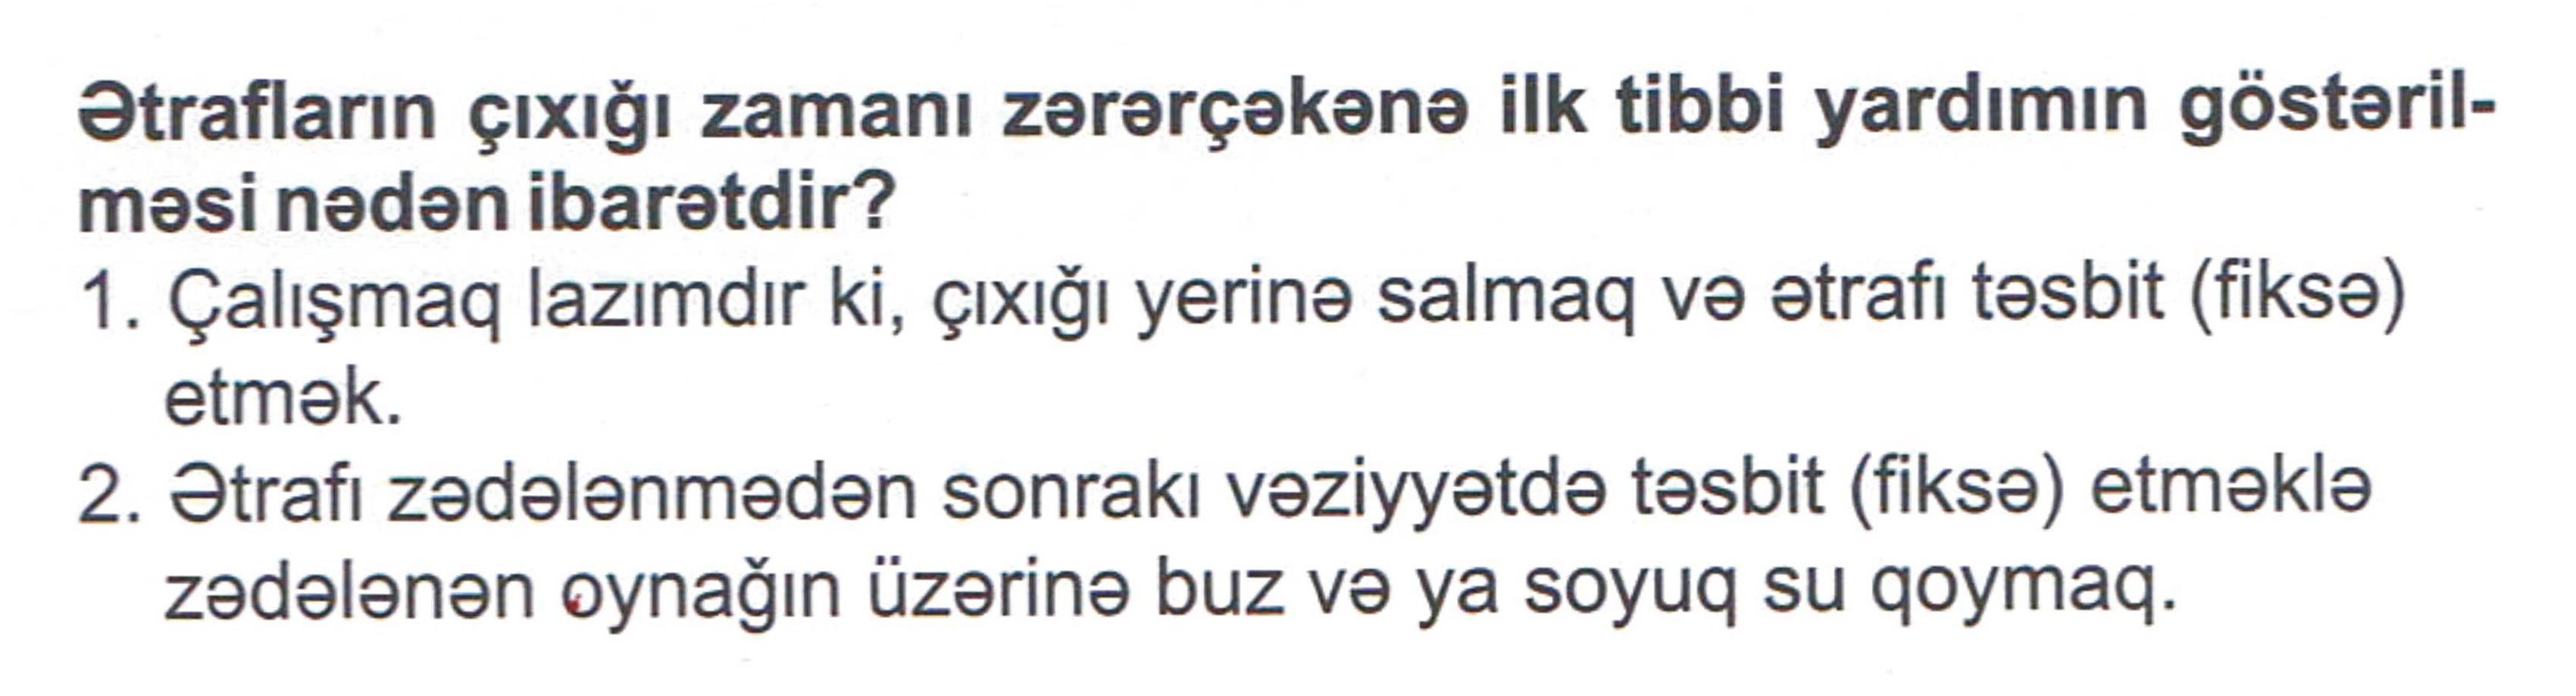 Ətrafların çıxığı zamanı zərərçəkənə ilk tibbi yardımın göstəril-
məsi nədən ibarətdir?
1. Çalışmaq lazımdır ki, çıxığı yerinə salmaq və ətrafı təsbit (fiksə)
etmək.
2. Ətrafı zədələnmədən sonrakı vəziyyətdə təsbit (fiksə) etməklə
zədələnən oynağın üzərinə buz və ya soyuq su qoymaq.